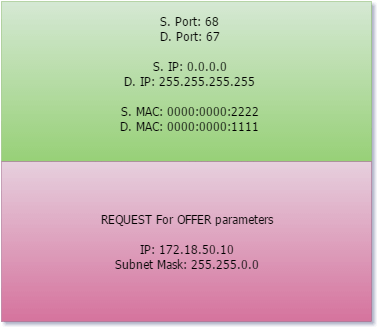 S. Port: 68
D. Port: 67
S. IP: 0.0.0.0
D. IP: 255.255.255.255
S. MAC: 0000:0000:2222
D. MAC: 0000:0000:1111
REQUEST For OFFER parameters
IP: 172.18.50.10
Subnet Mask: 255.255.0.0